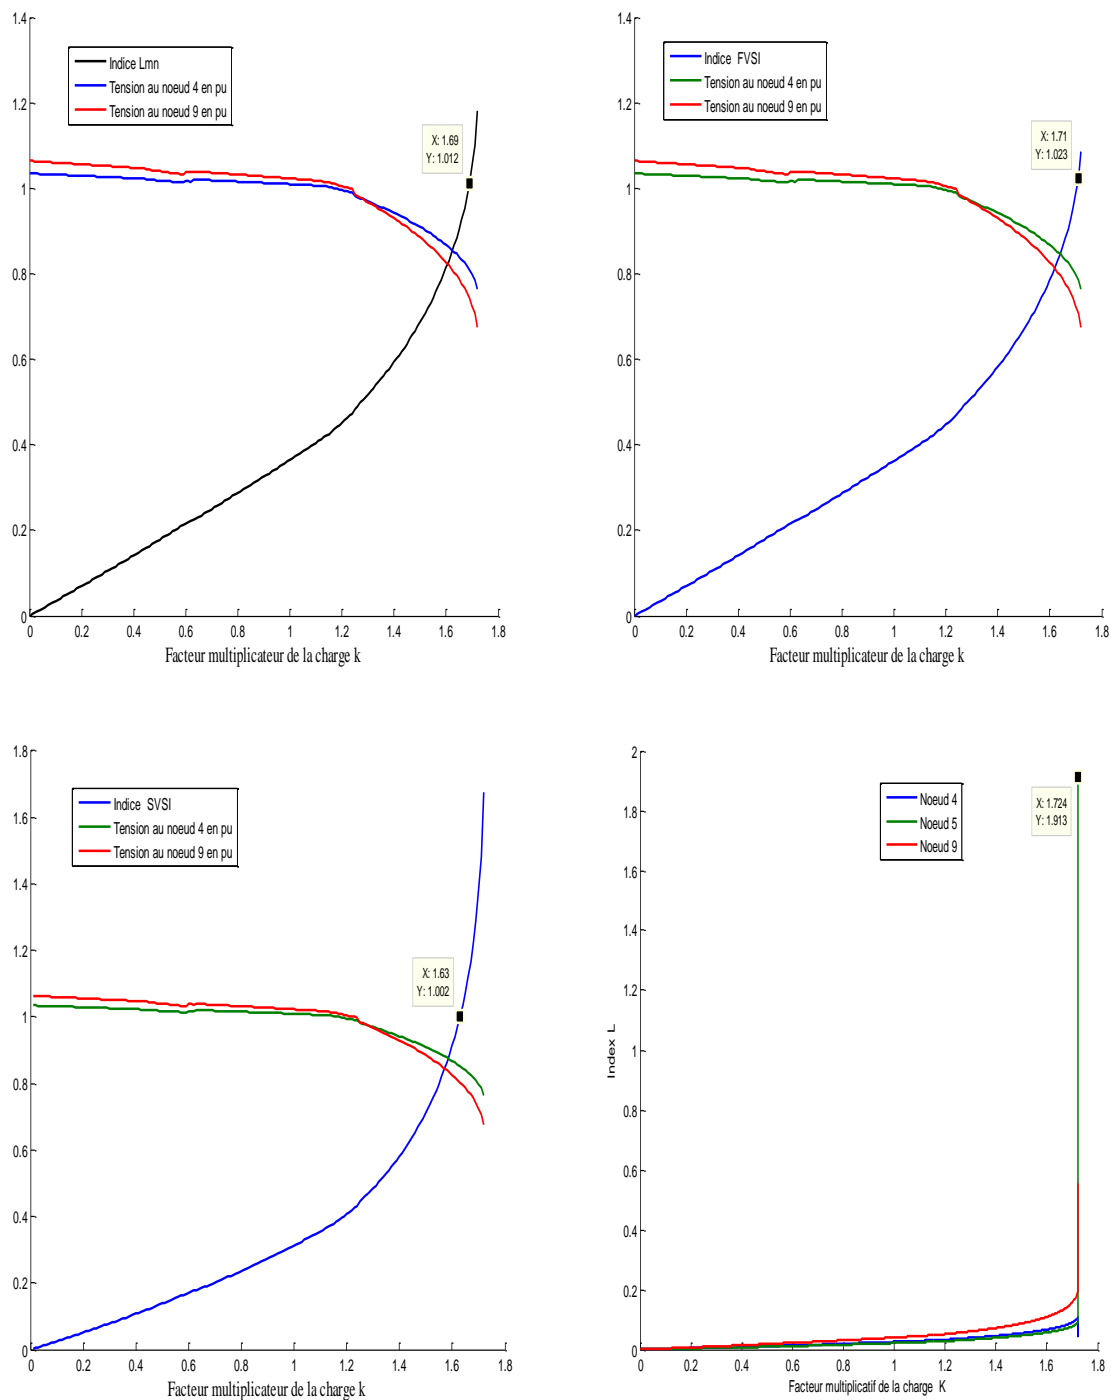 1.4
1.2
1
0.8
0.6
0.4
0.2
0
Indice Lmn
Tension au noeud 4 en pu
Tension au noeud 9 en pu
X: 1.69
Y: 1.012
0 0.2 0.4 0.6 0.8 1 1.2 1.4 1.6 1.8
Facteur multiplicateur de la charge k
1.4
1.2
1
0.8
0.6
0.4
0.2
0
Indice FVSI
Tension au noeud 4 en pu
Tension au noeud 9 en pu
X: 1.71
Y: 1.023
0 0.2 0.4 0.6 0.8 1 1.2 1.4 1.6 1.8
Facteur multiplicateur de la charge k
1.8
1.6
1.4
1.2
1
0.8
0.6
0.4
0.2
0
Indice SVSI
Tension au noeud 4 en pu
Tension au noeud 9 en pu
X: 1.63
Y: 1.002
0 0.2 0.4 0.6 0.8 1 1.2 1.4 1.6 1.8
Facteur multiplicateur de la charge k
2
1.8
1.6
1.4
1.2
1
0.8
0.6
0.4
0.2
0
Index L
Noeud 4
Noeud 5
Noeud 9
X: 1.724
Y: 1.913
0 0.2 0.4 0.6 0.8 1 1.2 1.4 1.6 1.8
Facteur multiplicatif de la charge K